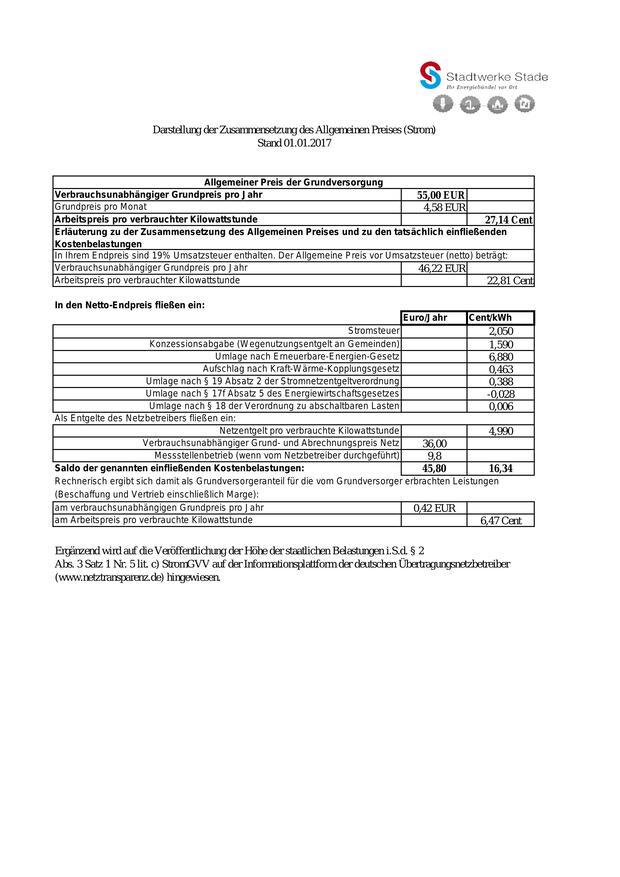 Stadtwerke Stade
Ihr Energiebündel vor Ort
Darstellung der Zusammensetzung des Allgemeinen Preises (Strom)
Stand 01.01.2017
Allgemeiner Preis der Grundversorgung
Verbrauchsunabhängiger Grundpreis pro Jahr 55,00 EUR
Grundpreis pro Monat 4,58 EUR
Arbeitspreis pro verbrauchter Kilowattstunde 27,14 Cent
Erläuterung zu der Zusammensetzung des Allgemeinen Preises und zu den tatsächlich einfließenden
Kostenbelastungen
In Ihrem Endpreis sind 19% Umsatzsteuer enthalten. Der Allgemeine Preis vor Umsatzsteuer (netto) beträgt:
Verbrauchsunabhängiger Grundpreis pro Jahr 46,22 EUR
Arbeitspreis pro verbrauchter Kilowattstunde 22,81 Cent
In den Netto-Endpreis fließen ein:
Euro/Jahr Cent/kWh
Stromsteuer 2,050
Konzessionsabgabe (Wegenutzungsentgelt an Gemeinden) 1,590
Umlage nach Erneuerbare-Energien-Gesetz 6,880
Aufschlag nach Kraft-Wärme-Kopplungsgesetz 0,463
Umlage nach § 19 Absatz 2 der Stromnetzentgeltverordnung 0,388
Umlage nach § 17f Absatz 5 des Energiewirtschaftsgesetzes -0,028
Umlage nach § 18 der Verordnung zu abschaltbaren Lasten 0,006
Als Entgelte des Netzbetreibers fließen ein:
Netzentgelt pro verbrauchte Kilowattstunde 4,990
Verbrauchsunabhängiger Grund- und Abrechnungspreis Netz 36,00
Messstellenbetrieb (wenn vom Netzbetreiber durchgeführt) 9,8
Saldo der genannten einfließenden Kostenbelastungen: 45,80 16,34
Rechnerisch ergibt sich damit als Grundversorgeranteil für die vom Grundversorger erbrachten Leistungen
(Beschaffung und Vertrieb einschließlich Marge):
am verbrauchsunabhängigen Grundpreis pro Jahr 0,42 EUR
am Arbeitspreis pro verbrauchte Kilowattstunde 6,47 Cent
Ergänzend wird auf die Veröffentlichung der Höhe der staatlichen Belastungen i.S.d. § 2
Abs. 3 Satz 1 Nr. 5 lit. c) StromGVV auf der Informationsplattform der deutschen Übertragungsnetzbetreiber
(www.netztransparenz.de) hingewiesen.